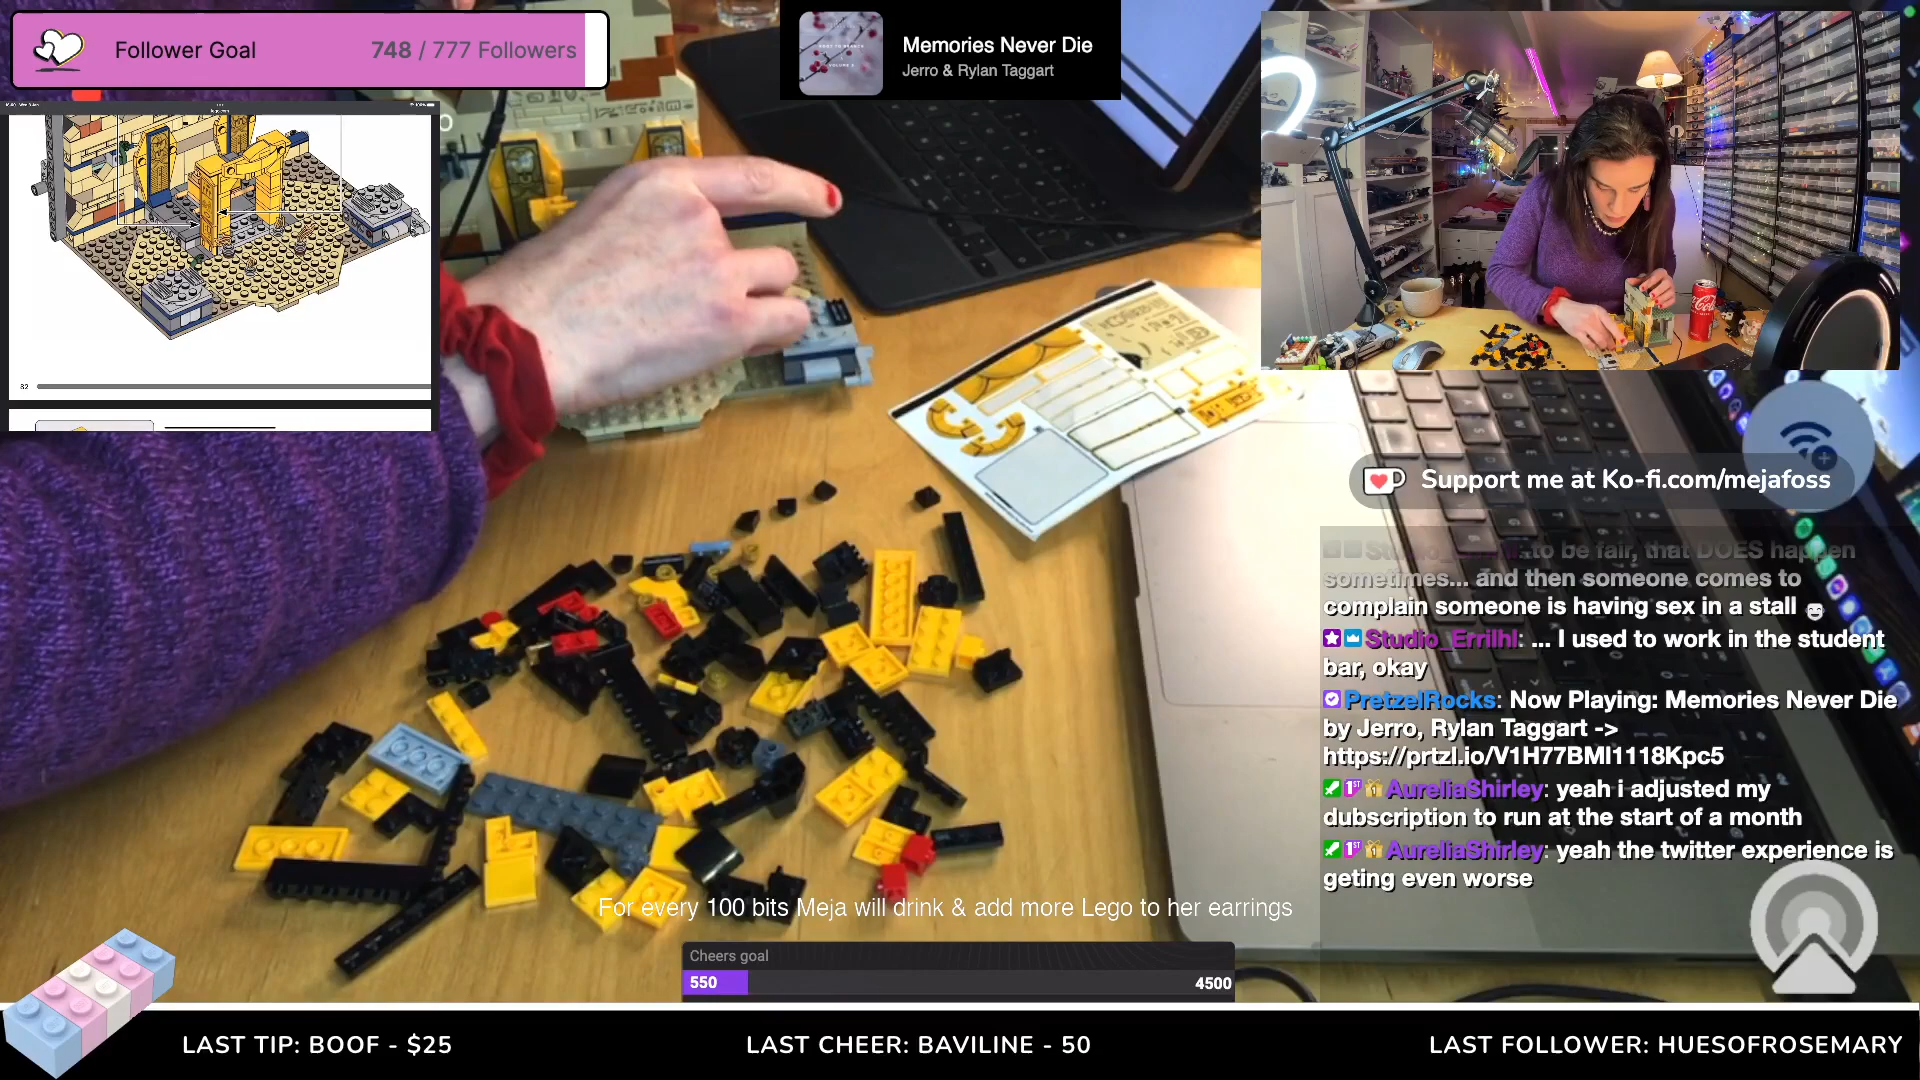 Follower Goal
748 / 777 Followers
Memories Never Die
Jerro & Rylan Taggart
82
Support me at Ko-fi.com/mejafoss
to be fair, that DOES happen
sometimes... and then someone comes to
complain someone is having sex in a stall
Studio_Errilhl: ... I used to work in the student
bar, okay
PretzelRocks: Now Playing: Memories Never Die
by Jerro, Rylan Taggart ->
https://prtzl.io/V1H77BMI1118Kpc5
AureliaShirley: yeah i adjusted my
dubscription to run at the start of a month
AureliaShirley: yeah the twitter experience is
geting even worse
For every 100 bits Meja will drink & add more Lego to her earrings
Cheers goal
550
4500
LAST TIP: BOOF - $25
LAST CHEER: BAVILINE - 50
LAST FOLLOWER: HUESOFROSEMARY